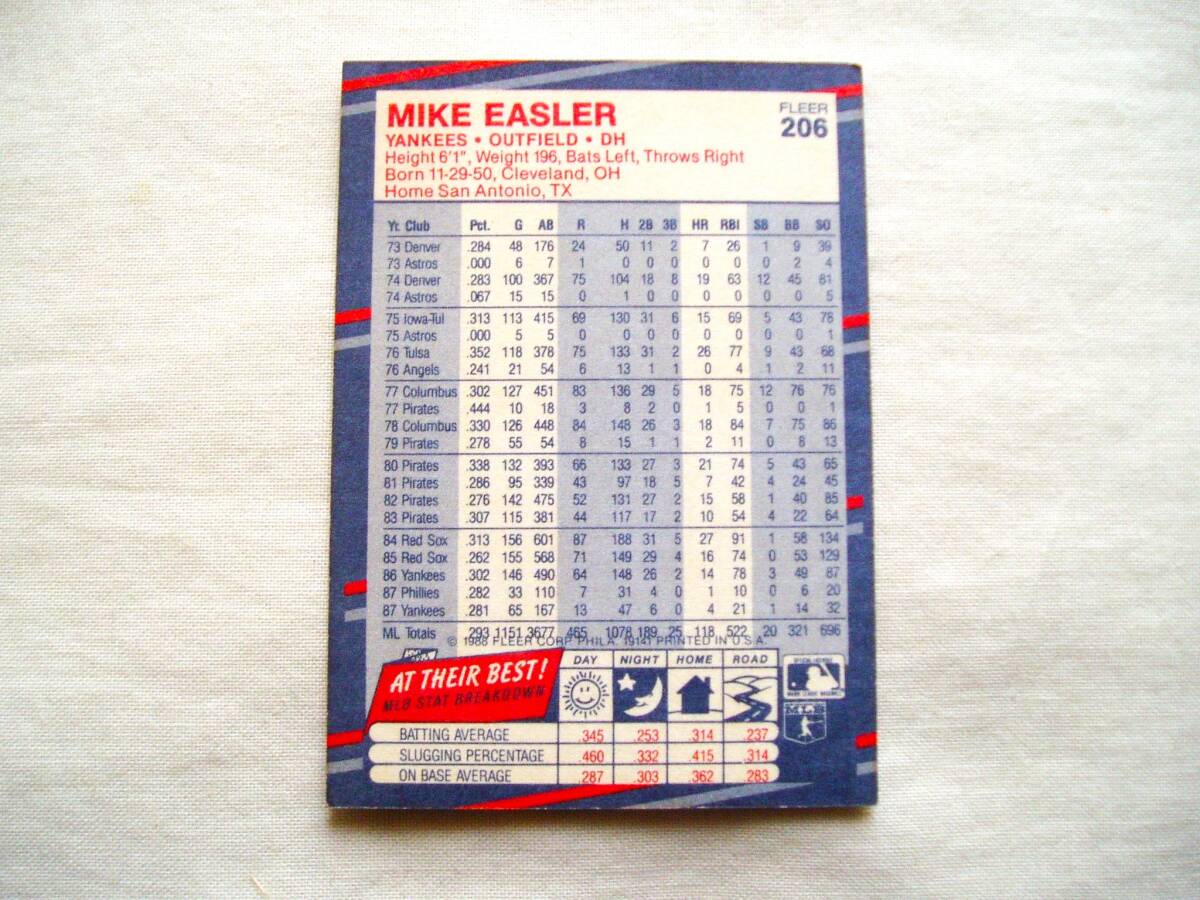 MIKE EASLER
FLEER
206
YANKEES • OUTFIELD • DH
Height 6'1", Weight 196, Bats Left, Throws Right
Born 11-29-50, Cleveland, OH
Home San Antonio, TX
Yr. Club Pct. G AB R H 2B 3B HR RBI SB BB SO
73 Denver .284 48 176 24 50 11 2 7 26 1 9 39
73 Astros .000 6 7 1 0 0 0 0 0 0 2 4
74 Denver .283 100 367 75 104 18 8 19 63 12 45 81
74 Astros .067 15 15 0 1 0 0 0 0 0 0 5
75 Iowa-Tul .313 113 415 69 130 31 6 15 69 5 43 78
75 Astros .000 5 5 0 0 0 0 0 0 0 0 1
76 Tulsa .352 118 378 75 133 31 2 26 77 9 43 68
76 Angels .241 21 54 6 13 1 1 0 4 1 2 11
77 Columbus .302 127 451 83 136 29 5 18 75 12 76 76
77 Pirates .444 10 18 3 8 2 0 1 5 0 0 1
78 Columbus .330 126 448 84 148 26 3 18 84 7 75 86
79 Pirates .278 55 54 8 15 1 1 2 11 0 8 13
80 Pirates .338 132 393 66 133 27 3 21 74 5 43 65
81 Pirates .286 95 339 43 97 18 5 7 42 4 24 45
82 Pirates .276 142 475 52 131 27 2 15 58 1 40 85
83 Pirates .307 115 381 44 117 17 2 10 54 4 22 64
84 Red Sox .313 156 601 87 188 31 5 27 91 1 58 134
85 Red Sox .262 155 568 71 149 29 4 16 74 0 53 129
86 Yankees .302 146 490 64 148 26 2 14 78 3 49 87
87 Phillies .282 33 110 7 31 4 0 1 10 0 6 20
87 Yankees .281 65 167 13 47 6 0 4 21 1 14 32
ML Totals .293 1151 3677 465 1078 189 25 118 522 20 321 696
© 1988 FLEER CORP. PHILA. 19141 PRINTED IN U.S.A.
AT THEIR BEST!
MLB STAT BREAKDOWN
DAY NIGHT HOME ROAD
BATTING AVERAGE .345 .253 .314 .237
SLUGGING PERCENTAGE .460 .332 .415 .314
ON BASE AVERAGE .287 .303 .362 .283